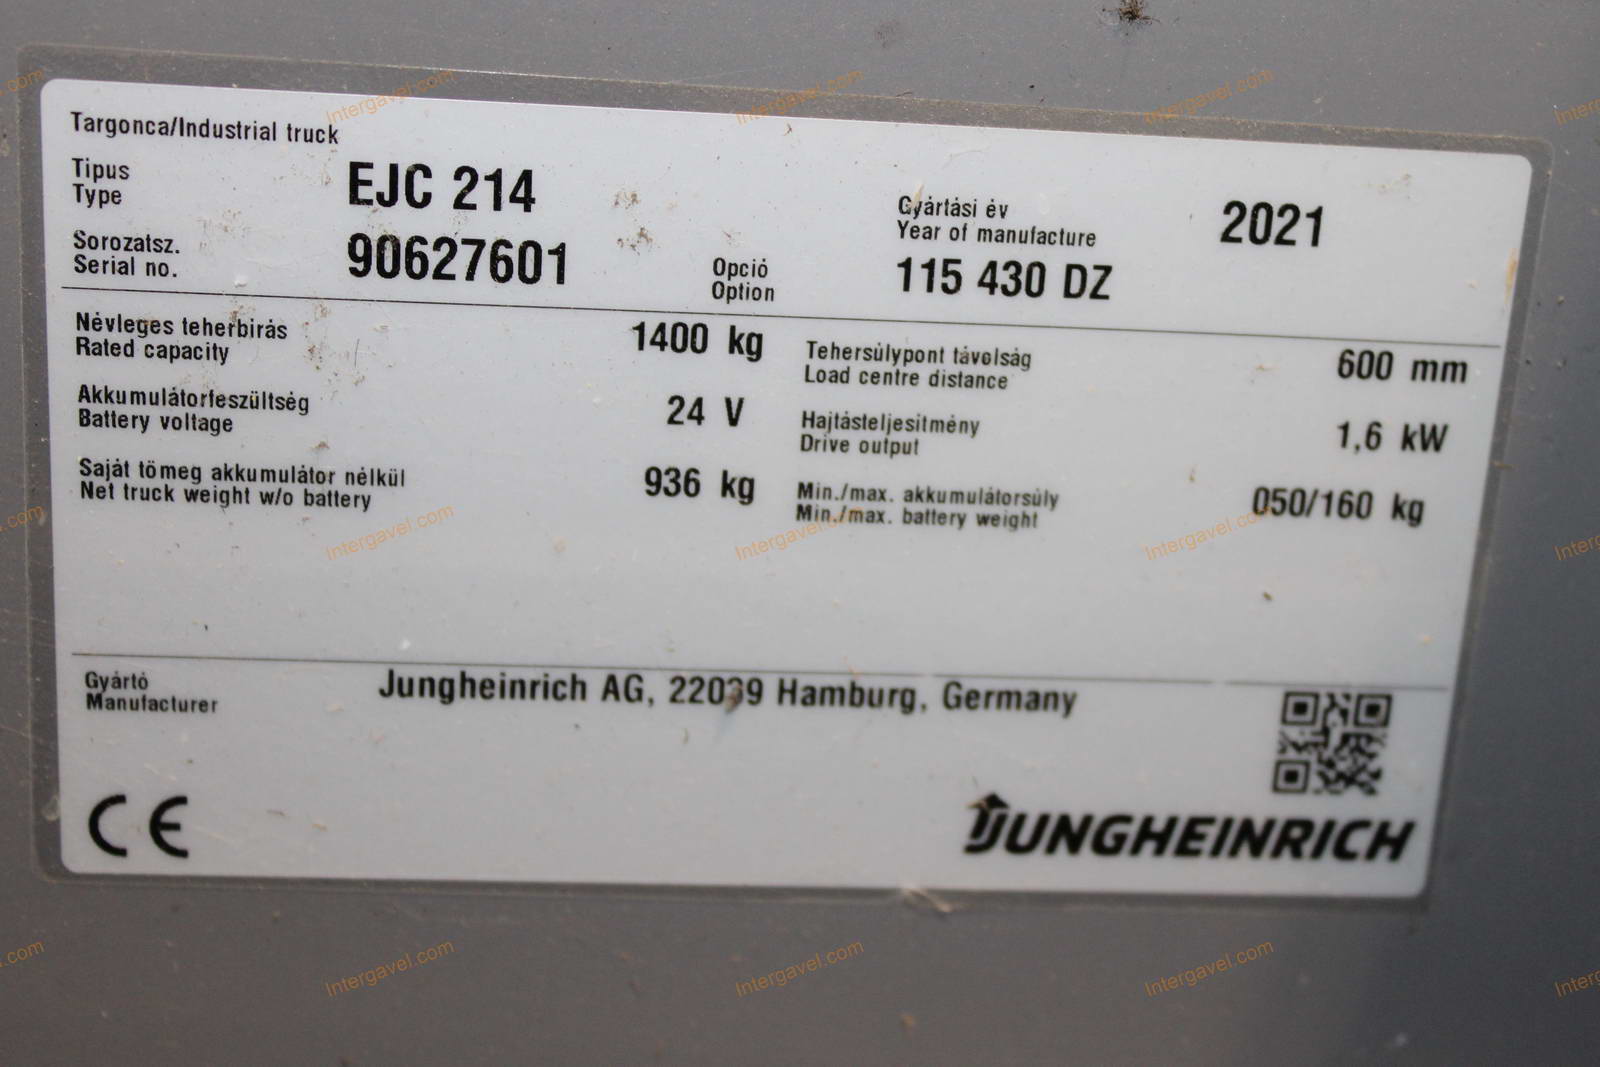 Targonca/Industrial truck
Tipus
Type
EJC 214
Gyártási év
Year of manufacture
2021
Sorozatsz.
Serial no.
90627601
Opció
Option
115 430 DZ
Névleges teherbirás
Rated capacity
1400 kg
Tehersúlypont távolság
Load centre distance
600 mm
Akkumulátorfeszültség
Battery voltage
24 V
Hajtásteljesitmény
Drive output
1,6 kW
Saját tömeg akkumulátor nélkül
Net truck weight w/o battery
936 kg
Min./max. akkumulátorsúly
Min./max. battery weight
050/160 kg
Gyártó
Manufacturer
Jungheinrich AG, 22039 Hamburg, Germany
CE
JUNGHEINRICH
Intergavel.com